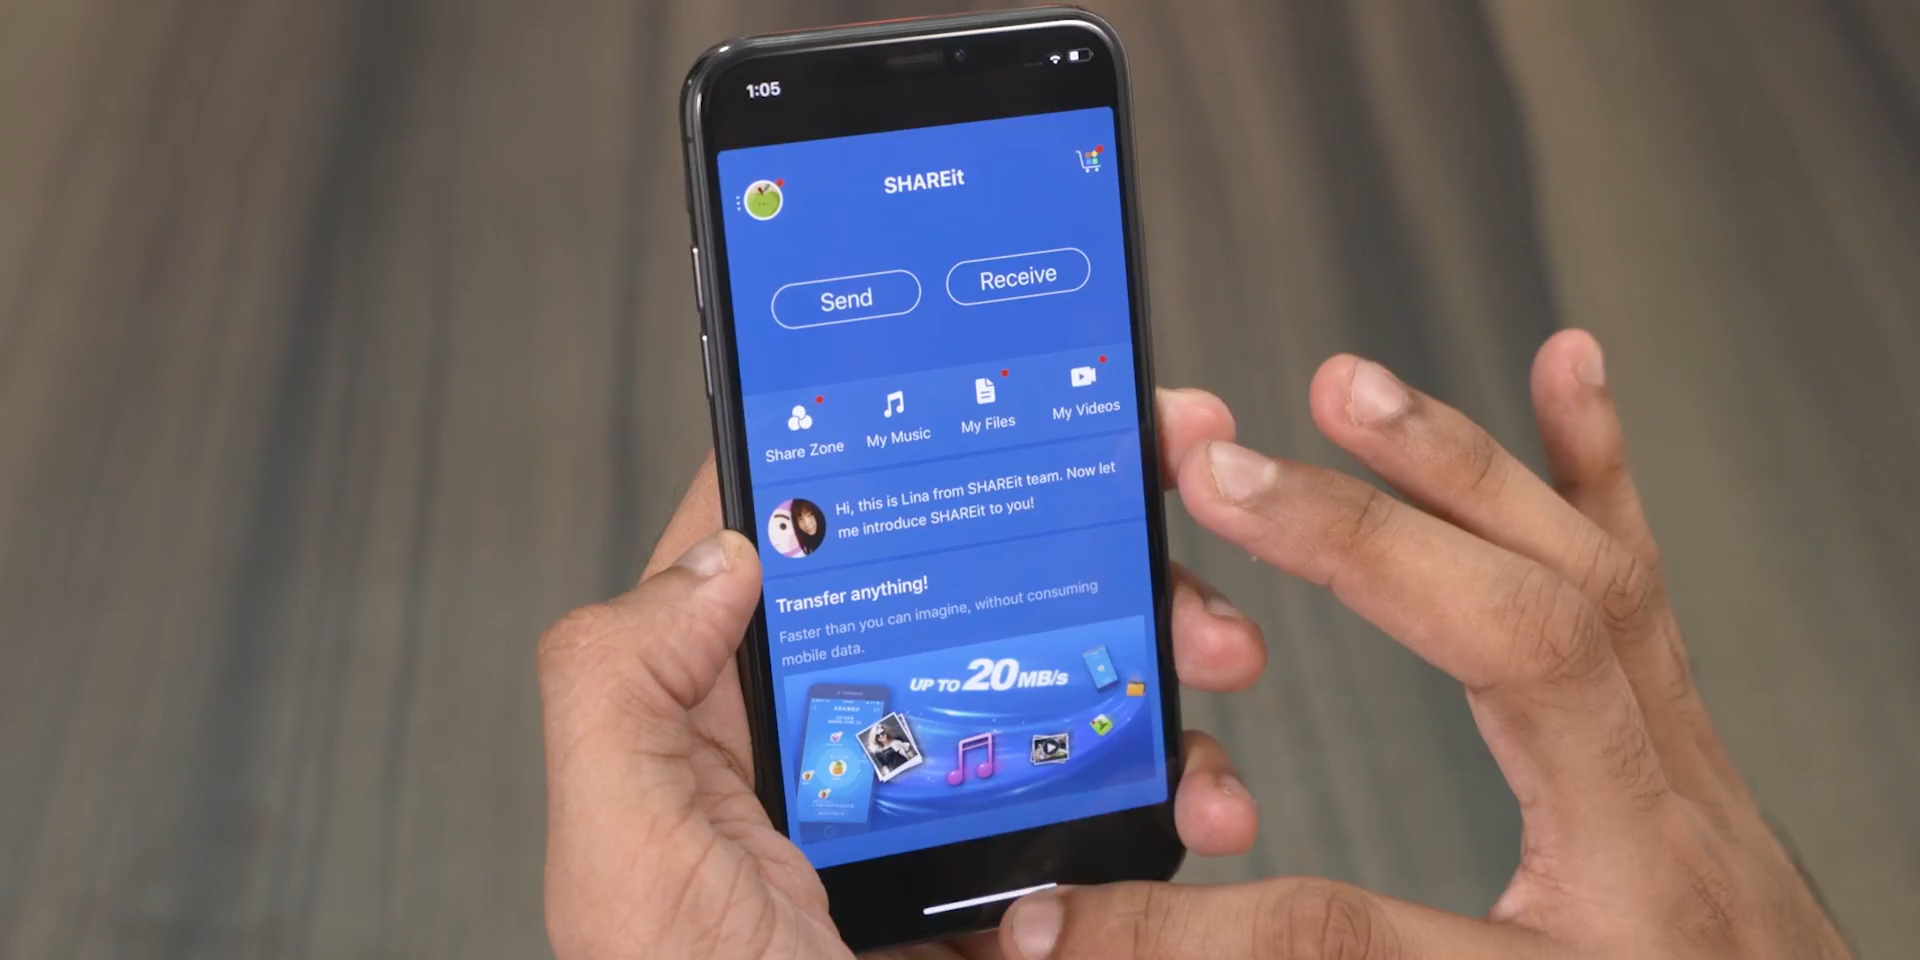 1:05
SHAREit
Send
Receive
Share Zone
My Music
My Files
My Videos
Hi, this is Lina from SHAREit team. Now let
me introduce SHAREit to you!
Transfer anything!
Faster than you can imagine, without consuming
mobile data.
UP TO 20MB/s